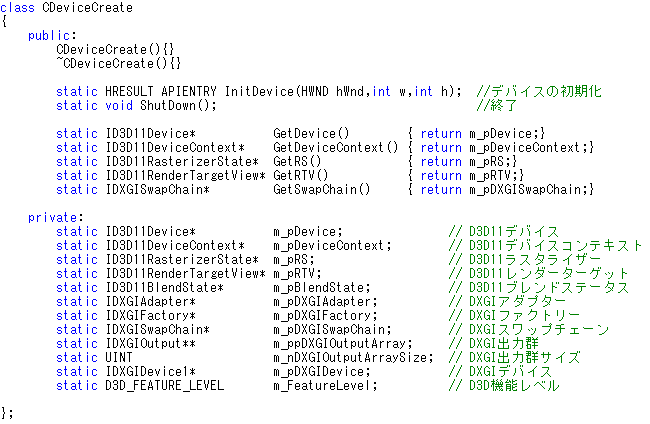 class CDeviceCreate
{
public:
CDeviceCreate(){}
~CDeviceCreate(){}
static HRESULT APIENTRY InitDevice(HWND hWnd,int w,int h); //デバイスの初期化
static void ShutDown(); //終了
static ID3D11Device* GetDevice() { return m_pDevice;}
static ID3D11DeviceContext* GetDeviceContext() { return m_pDeviceContext;}
static ID3D11RasterizerState* GetRS() { return m_pRS;}
static ID3D11RenderTargetView* GetRTV() { return m_pRTV;}
static IDXGISwapChain* GetSwapChain() { return m_pDXGISwapChain;}
private:
static ID3D11Device* m_pDevice; // D3D11デバイス
static ID3D11DeviceContext* m_pDeviceContext; // D3D11デバイスコンテキスト
static ID3D11RasterizerState* m_pRS; // D3D11ラスタライザー
static ID3D11RenderTargetView* m_pRTV; // D3D11レンダーターゲット
static ID3D11BlendState* m_pBlendState; // D3D11ブレンドステータス
static IDXGIAdapter* m_pDXGIAdapter; // DXGIアダプター
static IDXGIFactory* m_pDXGIFactory; // DXGIファクトリー
static IDXGISwapChain* m_pDXGISwapChain; // DXGIスワップチェーン
static IDXGIOutput** m_ppDXGIOutputArray; // DXGI出力群
static UINT m_nDXGIOutputArraySize; // DXGI出力群サイズ
static IDXGIDevice1* m_pDXGIDevice; // DXGIデバイス
static D3D_FEATURE_LEVEL m_FeatureLevel; // D3D機能レベル
};